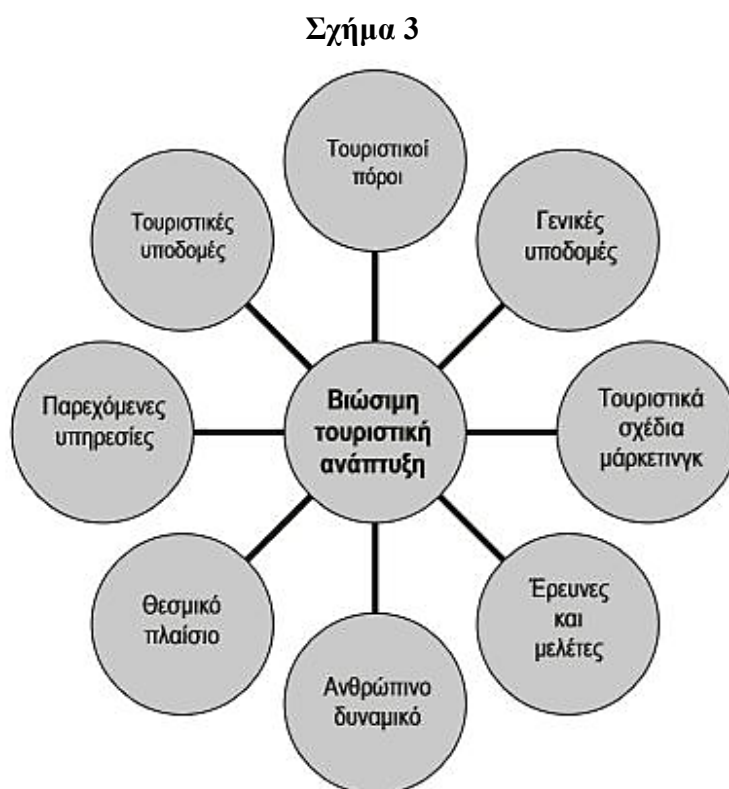 Σχήμα 3
Τουριστικοί
πόροι
Γενικές
υποδομές
Τουριστικά
σχέδια
μάρκετινγκ
Έρευνες
και
μελέτες
Ανθρώπινο
δυναμικό
Θεσμικό
πλαίσιο
Παρεχόμενες
υπηρεσίες
Τουριστικές
υποδομές
Βιώσιμη
τουριστική
ανάπτυξη